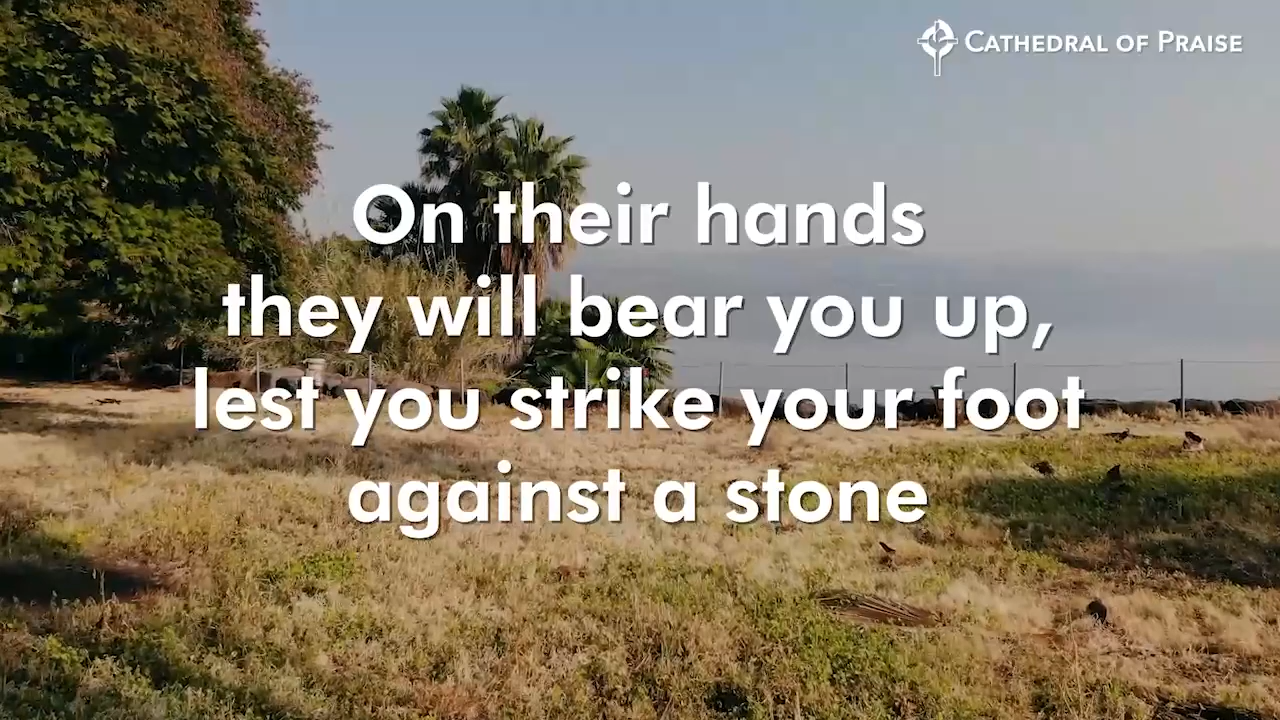 CATHEDRAL OF PRAISE
On their hands
they will bear you up,
lest you strike your foot
against a stone